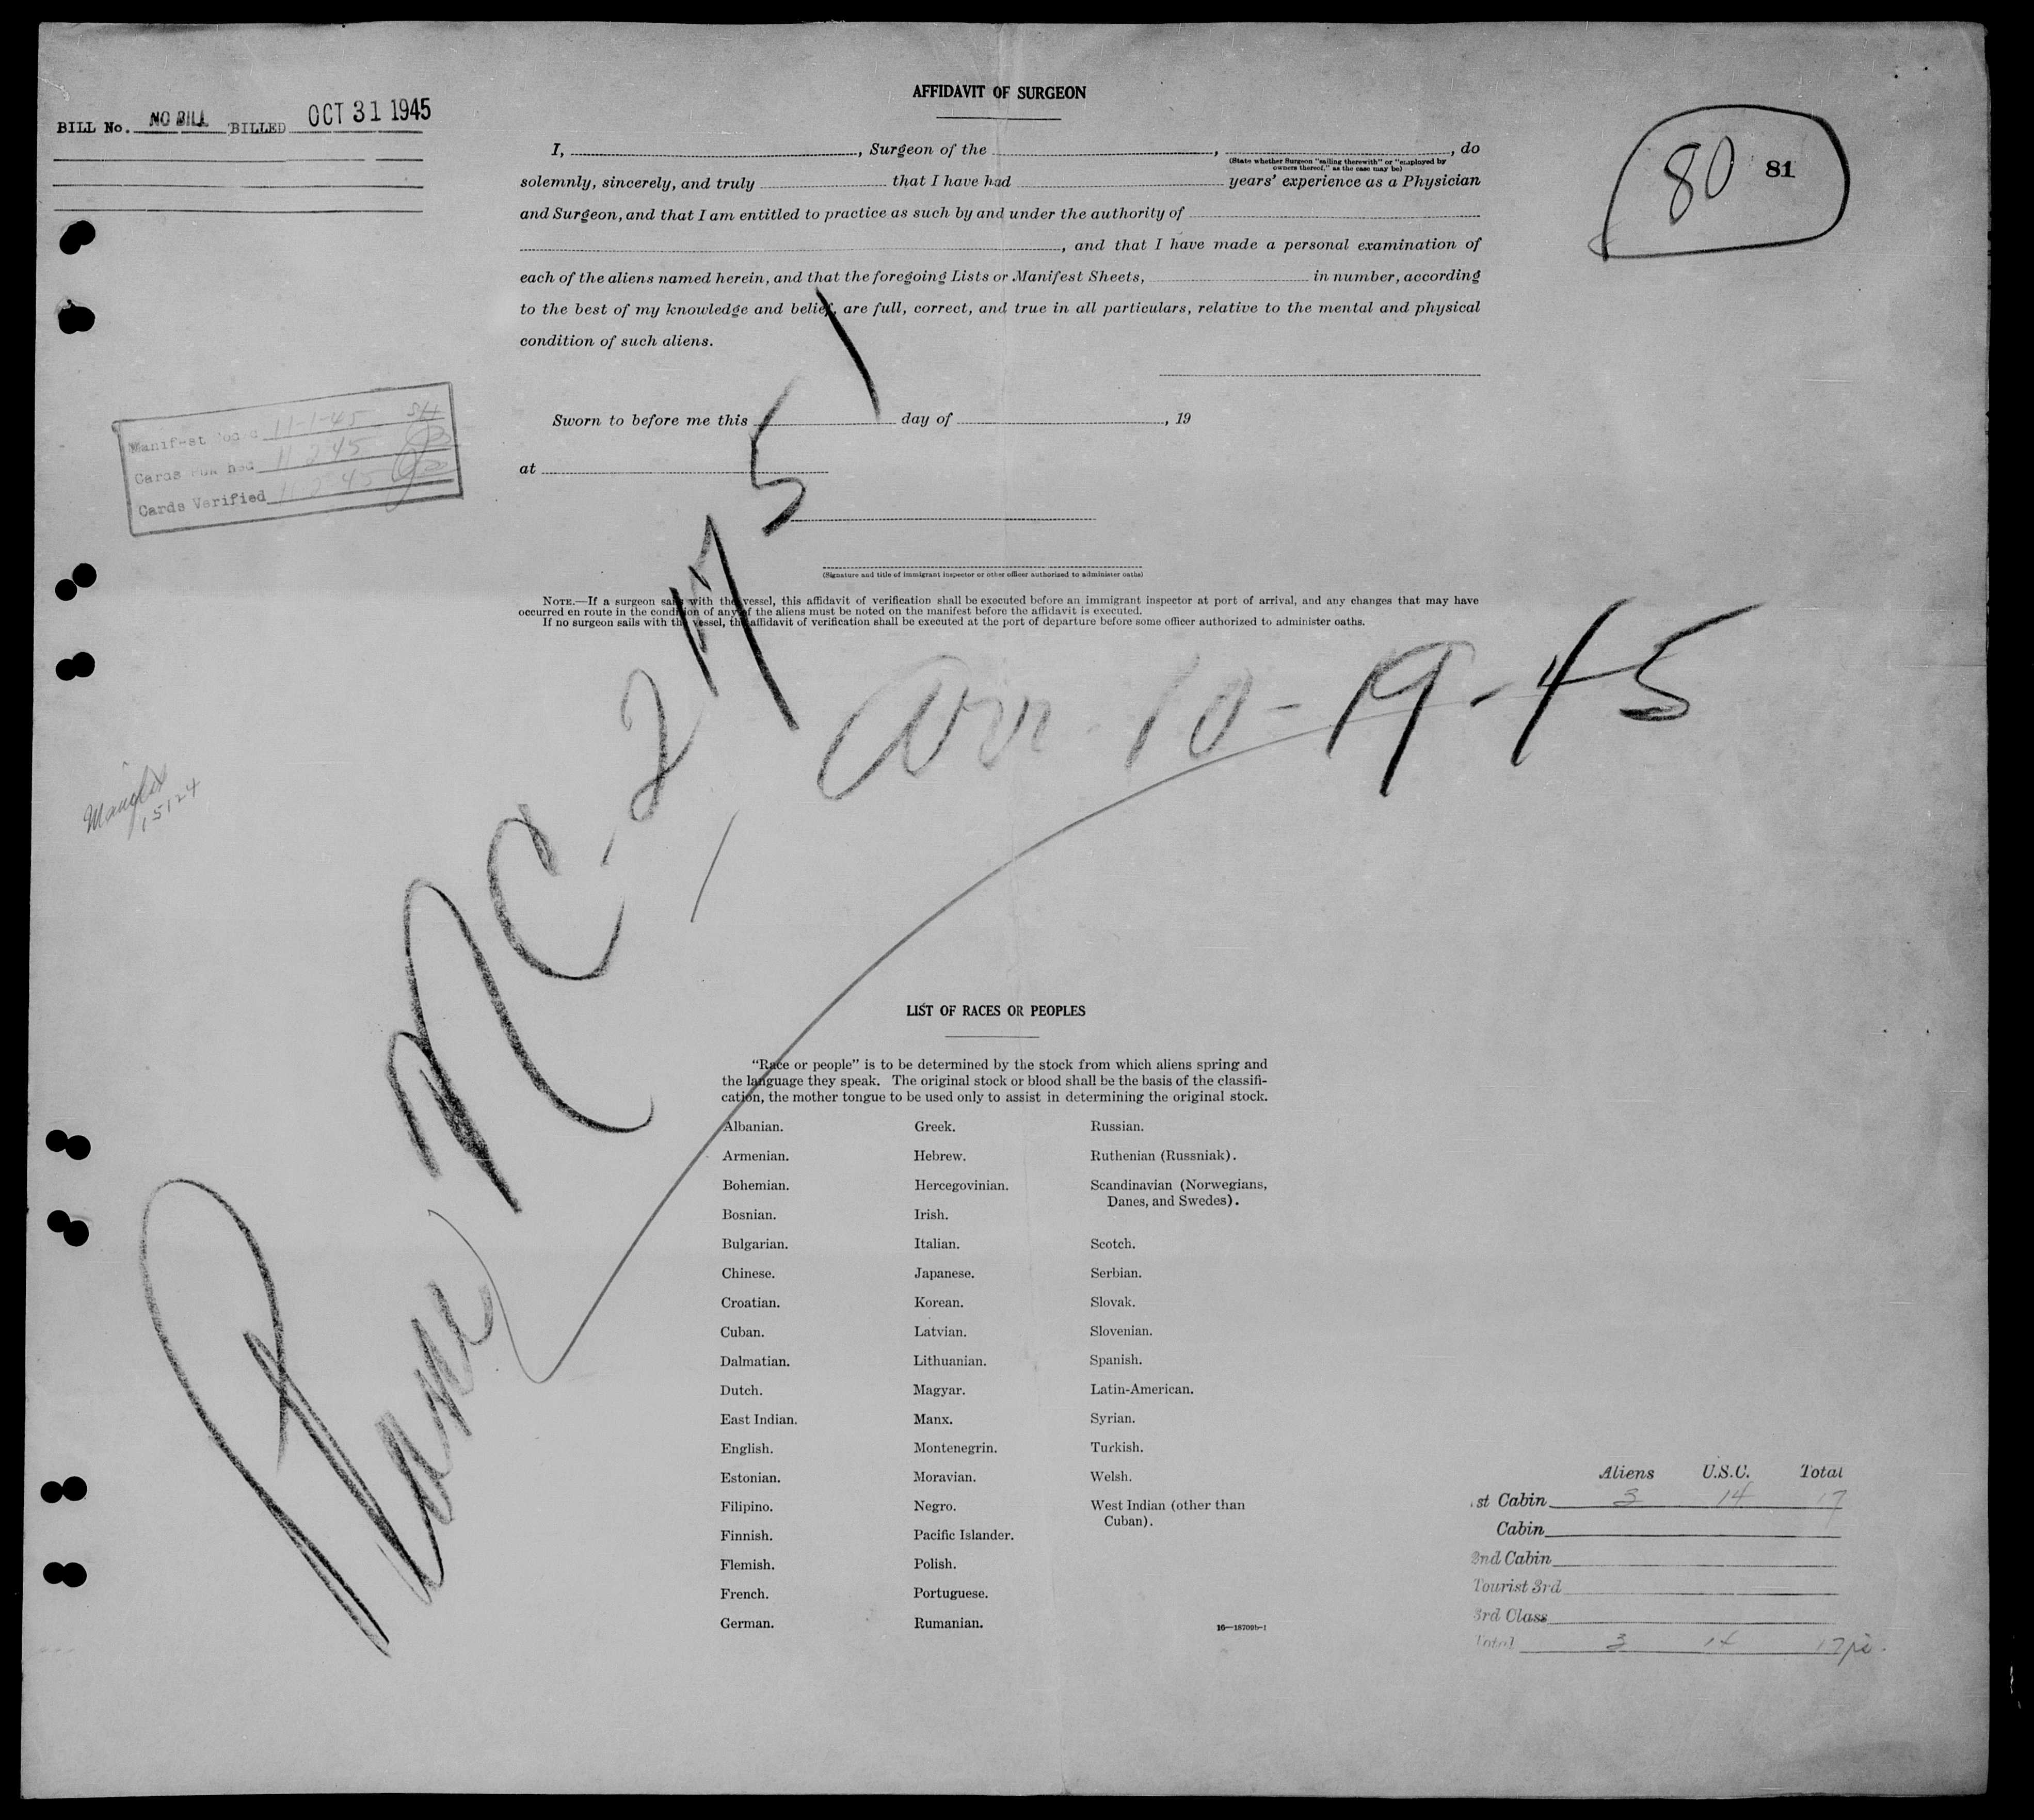 BILL No. NO BILL BILLED OCT 31 1945
AFFIDAVIT OF SURGEON
80 81
I, , Surgeon of the , , do
(State whether Surgeon "sailing therewith" or "employed by
owners thereof," as the case may be)
solemnly, sincerely, and truly that I have had years' experience as a Physician
and Surgeon, and that I am entitled to practice as such by and under the authority of
, and that I have made a personal examination of
each of the aliens named herein, and that the foregoing Lists or Manifest Sheets, in number, according
to the best of my knowledge and belief, are full, correct, and true in all particulars, relative to the mental and physical
condition of such aliens.
Sworn to before me this day of , 19
at
Manifest 11-1-45 SH
Cards 11 2 45
Cards Verified 11-2-45
(Signature and title of immigrant inspector or other officer authorized to administer oaths)
NOTE.—If a surgeon sails with the vessel, this affidavit of verification shall be executed before an immigrant inspector at port of arrival, and any changes that may have
occurred en route in the condition of any of the aliens must be noted on the manifest before the affidavit is executed.
If no surgeon sails with the vessel, the affidavit of verification shall be executed at the port of departure before some officer authorized to administer oaths.
Plane, NC-
Arr. 10-19-45
15124
LIST OF RACES OR PEOPLES
"Race or people" is to be determined by the stock from which aliens spring and
the language they speak. The original stock or blood shall be the basis of the classifi-
cation, the mother tongue to be used only to assist in determining the original stock.
Albanian.
Armenian.
Bohemian.
Bosnian.
Bulgarian.
Chinese.
Croatian.
Cuban.
Dalmatian.
Dutch.
East Indian.
English.
Estonian.
Filipino.
Finnish.
Flemish.
French.
German.
Greek.
Hebrew.
Hercegovinian.
Irish.
Italian.
Japanese.
Korean.
Latvian.
Lithuanian.
Magyar.
Manx.
Montenegrin.
Moravian.
Negro.
Pacific Islander.
Polish.
Portuguese.
Rumanian.
Russian.
Ruthenian (Russniak).
Scandinavian (Norwegians,
Danes, and Swedes).
Scotch.
Serbian.
Slovak.
Slovenian.
Spanish.
Latin-American.
Syrian.
Turkish.
Welsh.
West Indian (other than
Cuban).
16—18709b-1
Aliens U.S.C. Total
st Cabin 3 14 17
Cabin
2nd Cabin
Tourist 3rd
3rd Class
Total 3 14 17